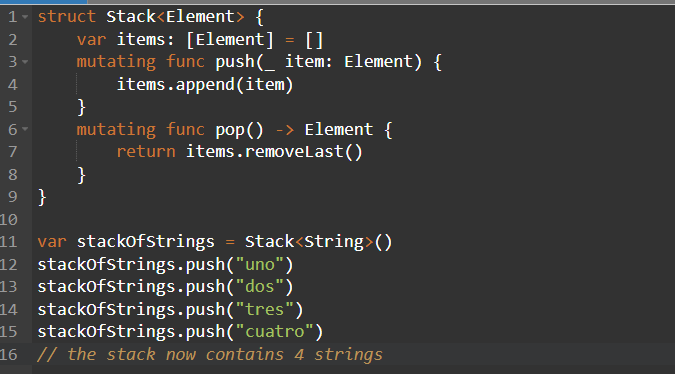 1 struct Stack<Element> {
2     var items: [Element] = []
3     mutating func push(_ item: Element) {
4         items.append(item)
5     }
6     mutating func pop() -> Element {
7         return items.removeLast()
8     }
9 }
10
11 var stackOfStrings = Stack<String>()
12 stackOfStrings.push("uno")
13 stackOfStrings.push("dos")
14 stackOfStrings.push("tres")
15 stackOfStrings.push("cuatro")
16 // the stack now contains 4 strings